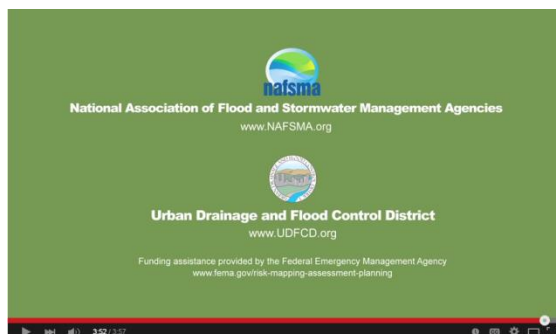 nafsma
National Association of Flood and Stormwater Management Agencies
www.NAFSMA.org
Urban Drainage and Flood Control District
www.UDFCD.org
Funding assistance provided by the Federal Emergency Management Agency
www.fema.gov/risk-mapping-assessment-planning
3:52 / 3:57